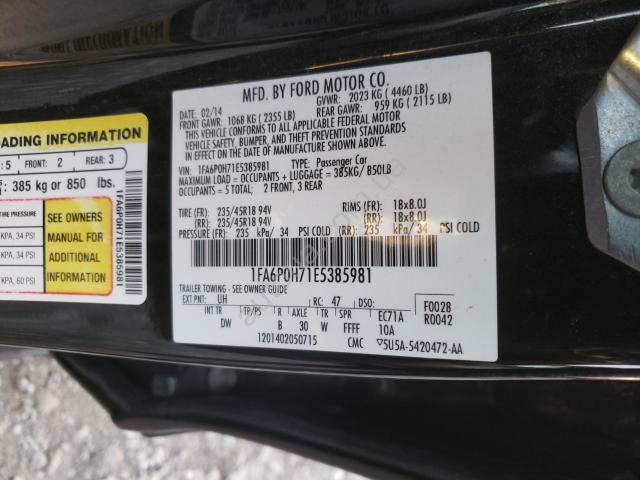 MFD. BY FORD MOTOR CO.
DATE: 02/14 GVWR: 2023 KG ( 4460 LB)
FRONT GAWR: 1068 KG ( 2355 LB) REAR GAWR: 959 KG ( 2115 LB)
THIS VEHICLE CONFORMS TO ALL APPLICABLE FEDERAL MOTOR
VEHICLE SAFETY, BUMPER, AND THEFT PREVENTION STANDARDS
IN EFFECT ON THE DATE OF MANUFACTURE SHOWN ABOVE.
VIN: 1FA6P0H71E5385981 TYPE: Passenger Car
MAXIMUM LOAD = OCCUPANTS + LUGGAGE = 385KG/ 850LB
OCCUPANTS = 5 TOTAL: 2 FRONT, 3 REAR
TIRE (FR): 235/45R18 94V RIMS (FR): 18x8.0J
(RR): 235/45R18 94V (RR): 18x8.0J
PRESSURE (FR): 235 kPa/ 34 PSI COLD (RR): 235 kPa/ 34 PSI COLD
1FA6P0H71E5385981
TRAILER TOWING - SEE OWNER GUIDE
EXT PNT: UH RC: 47 DSO:
INT TR TP/PS R AXLE TR SPR EC71A F0028
DW B 30 W FFFF 10A R0042
1201402050715 CMC 5U5A-5420472-AA
ADING INFORMATION
: 5 FRONT: 2 REAR: 3
: 385 kg or 850 lbs.
KPA, 34 PSI
KPA, 34 PSI
KPA, 60 PSI
SEE OWNERS
MANUAL FOR
ADDITIONAL
INFORMATION
1FA6P0H71E5385981